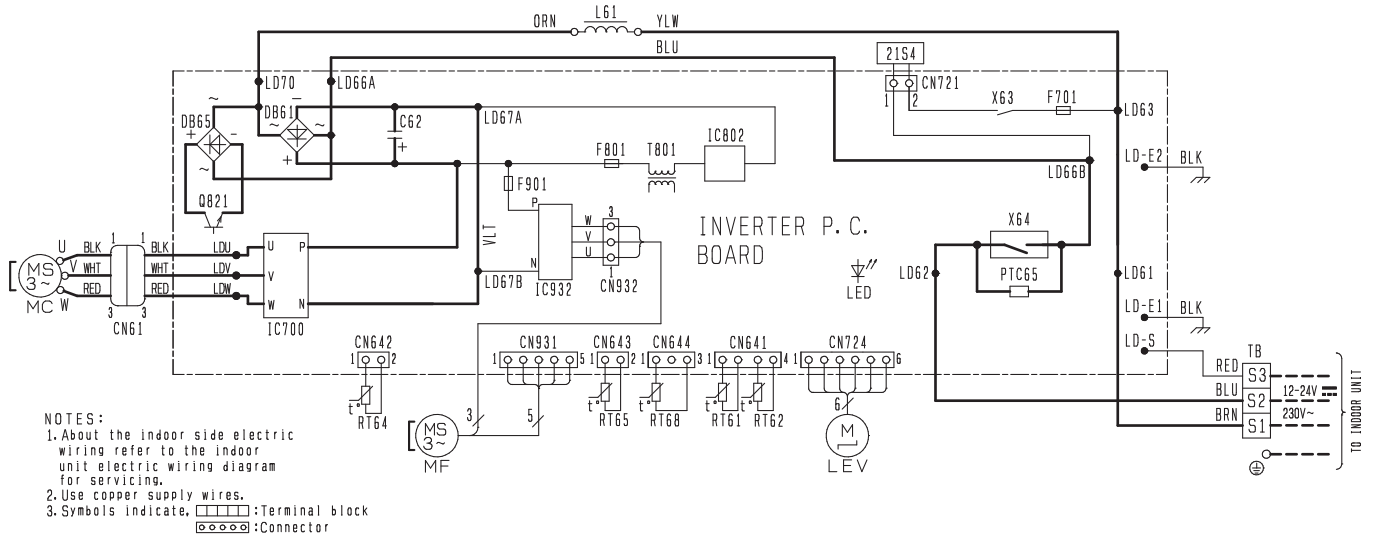 ORN L61 YLW
BLU
21S4
LD70 LD66A CN721
1 2
X63 F701
LD63
DB65 ~ + - ~
DB61 - ~ ~ +
C62 +
LD67A
IC802
F801 T801
F901
LD-E2 BLK
LD66B
Q821
P N
IC932
W V U
3 1
CN932
VLT
LD67B
INVERTER P. C.
BOARD
LED
X64
PTC65
LD62
LD61
MS
3~
MC
U V W
BLK WHT RED
1 1
3 3
CN61
BLK WHT RED
LDU LDV LDW
U V W P N
IC700
LD-E1 BLK
LD-S
CN642
1 2
t°
RT64
CN931
1 5
CN643
1 2
t°
RT65
CN644
1 3
t°
RT68
CN641
1 4
t° t°
RT61 RT62
CN724
1 6
3 5 6
MS
3~
MF
M
LEV
TB
RED S3
BLU S2
BRN S1
12-24V
230V~
TO INDOOR UNIT
NOTES:
1. About the indoor side electric
wiring refer to the indoor
unit electric wiring diagram
for servicing.
2. Use copper supply wires.
3. Symbols indicate, :Terminal block
:Connector